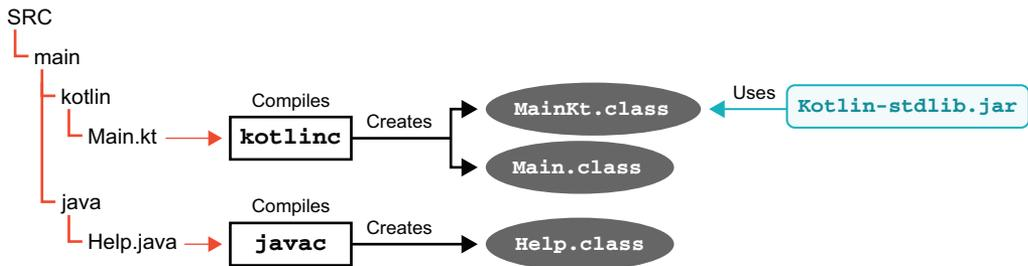 SRC
main
kotlin
Main.kt
Compiles
kotlinc
Creates
MainKt.class
Uses
Kotlin-stdlib.jar
Main.class
java
Help.java
Compiles
javac
Creates
Help.class